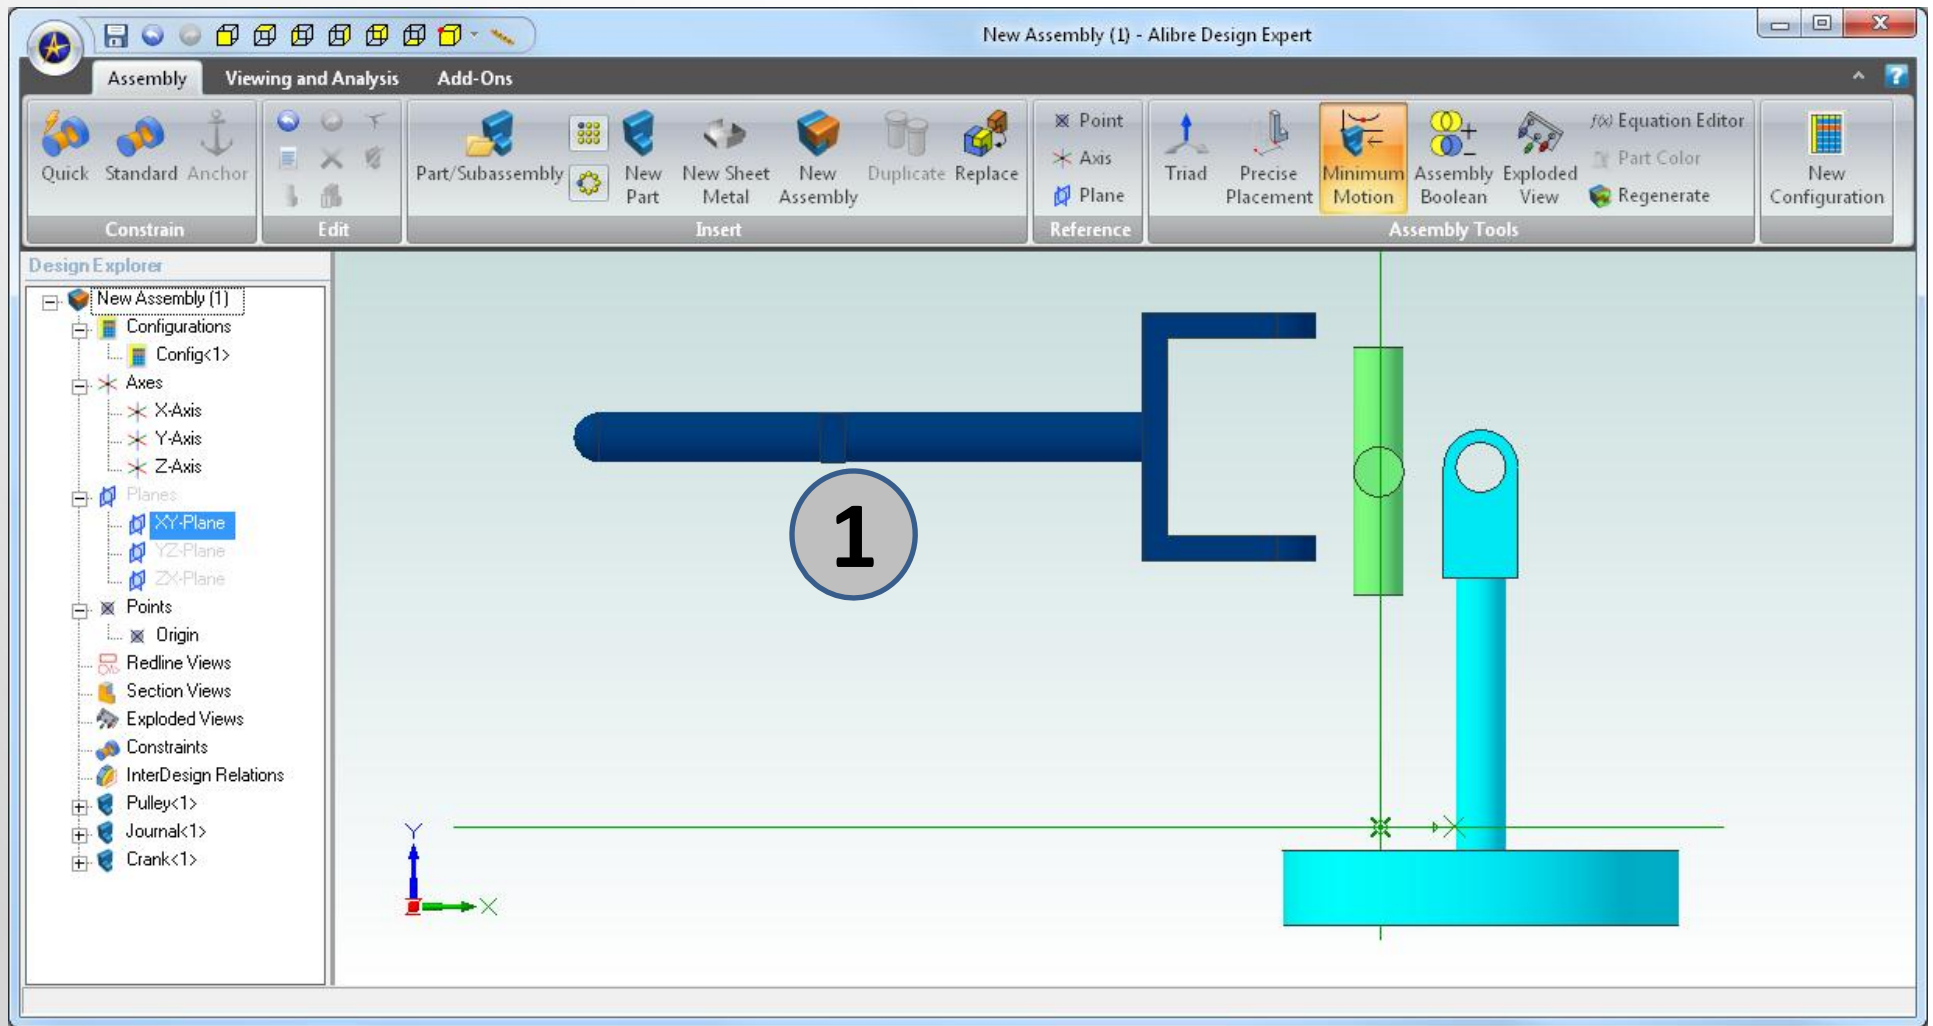 New Assembly (1) - Alibre Design Expert
Assembly Viewing and Analysis Add-Ons
Quick Standard Anchor
Constrain
Edit
Part/Subassembly
New Part
New Sheet Metal
New Assembly
Duplicate
Replace
Insert
Point
Axis
Plane
Reference
Triad
Precise Placement
Minimum Motion
Assembly Boolean
Exploded View
f(x) Equation Editor
Part Color
Regenerate
Assembly Tools
New Configuration
Design Explorer
New Assembly (1)
Configurations
Config<1>
Axes
X-Axis
Y-Axis
Z-Axis
Planes
XY-Plane
YZ-Plane
ZX-Plane
Points
Origin
Redline Views
Section Views
Exploded Views
Constraints
InterDesign Relations
Pulley<1>
Journal<1>
Crank<1>
1
Y
X